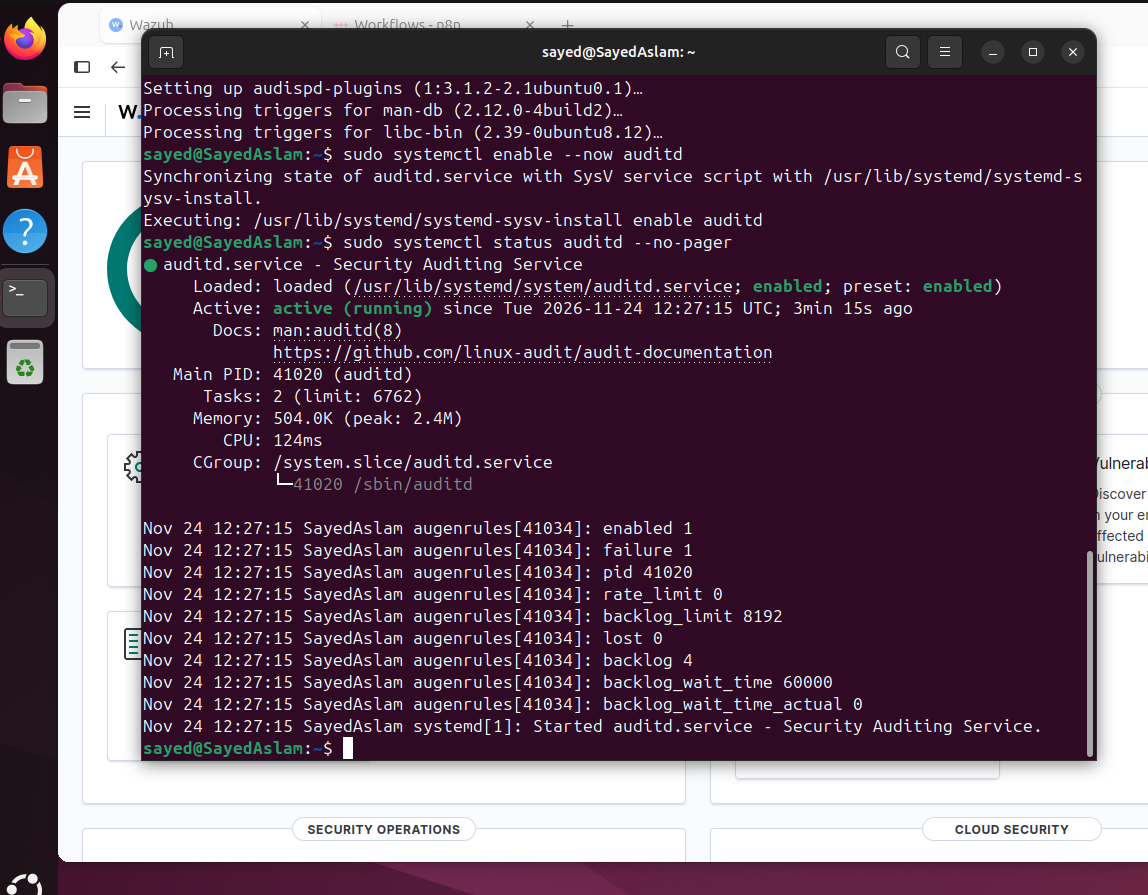 Wazuh
Workflows - n8n
sayed@SayedAslam: ~
W.
Setting up audispd-plugins (1:3.1.2-2.1ubuntu0.1)…
Processing triggers for man-db (2.12.0-4build2)…
Processing triggers for libc-bin (2.39-0ubuntu8.12)…
sayed@SayedAslam:~$ sudo systemctl enable --now auditd
Synchronizing state of auditd.service with SysV service script with /usr/lib/systemd/systemd-s
ysv-install.
Executing: /usr/lib/systemd/systemd-sysv-install enable auditd
sayed@SayedAslam:~$ sudo systemctl status auditd --no-pager
● auditd.service - Security Auditing Service
Loaded: loaded (/usr/lib/systemd/system/auditd.service; enabled; preset: enabled)
Active: active (running) since Tue 2026-11-24 12:27:15 UTC; 3min 15s ago
Docs: man:auditd(8)
https://github.com/linux-audit/audit-documentation
Main PID: 41020 (auditd)
Tasks: 2 (limit: 6762)
Memory: 504.0K (peak: 2.4M)
CPU: 124ms
CGroup: /system.slice/auditd.service
└─41020 /sbin/auditd
Nov 24 12:27:15 SayedAslam augenrules[41034]: enabled 1
Nov 24 12:27:15 SayedAslam augenrules[41034]: failure 1
Nov 24 12:27:15 SayedAslam augenrules[41034]: pid 41020
Nov 24 12:27:15 SayedAslam augenrules[41034]: rate_limit 0
Nov 24 12:27:15 SayedAslam augenrules[41034]: backlog_limit 8192
Nov 24 12:27:15 SayedAslam augenrules[41034]: lost 0
Nov 24 12:27:15 SayedAslam augenrules[41034]: backlog 4
Nov 24 12:27:15 SayedAslam augenrules[41034]: backlog_wait_time 60000
Nov 24 12:27:15 SayedAslam augenrules[41034]: backlog_wait_time_actual 0
Nov 24 12:27:15 SayedAslam systemd[1]: Started auditd.service - Security Auditing Service.
sayed@SayedAslam:~$
your
SECURITY OPERATIONS
CLOUD SECURITY